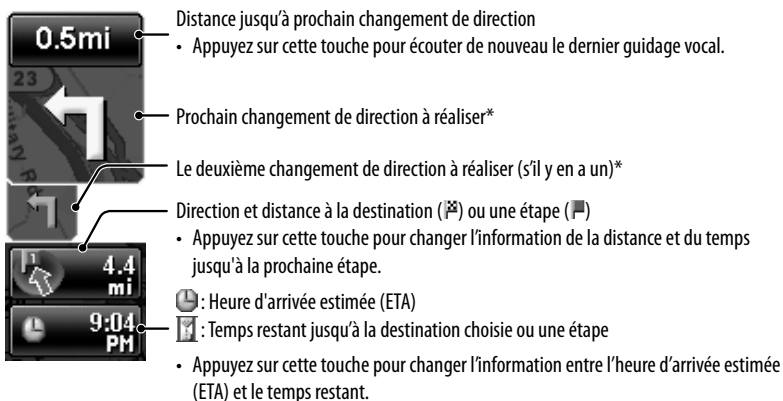 0.5mi
Distance jusqu'à prochain changement de direction
• Appuyez sur cette touche pour écouter de nouveau le dernier guidage vocal.
23
Prochain changement de direction à réaliser*
Le deuxième changement de direction à réaliser (s'il y en a un)*
Direction et distance à la destination ( ) ou une étape ( )
• Appuyez sur cette touche pour changer l'information de la distance et du temps
jusqu'à la prochaine étape.
1
4.4
mi
: Heure d'arrivée estimée (ETA)
9:04
PM
: Temps restant jusqu'à la destination choisie ou une étape
• Appuyez sur cette touche pour changer l'information entre l'heure d'arrivée estimée
(ETA) et le temps restant.